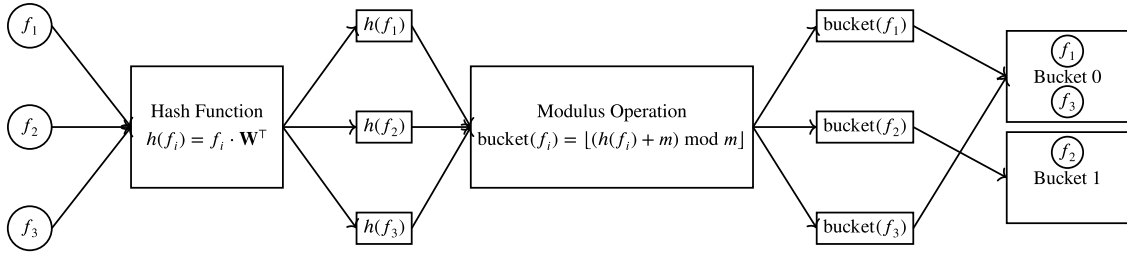 f₁
f₂
f₃
Hash Function
h(fᵢ) = fᵢ · W⊤
h(f₁)
h(f₂)
h(f₃)
Modulus Operation
bucket(fᵢ) = ⌊(h(fᵢ) + m) mod m⌋
bucket(f₁)
bucket(f₂)
bucket(f₃)
f₁
Bucket 0
f₃
f₂
Bucket 1